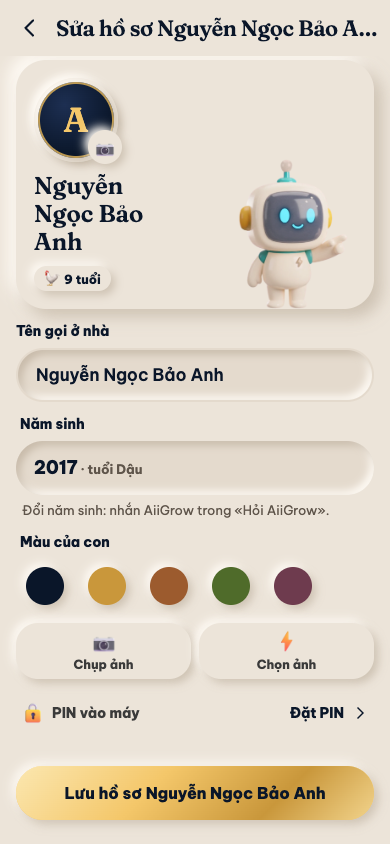 Sửa hồ sơ Nguyễn Ngọc Bảo A...
A
Nguyễn
Ngọc Bảo
Anh
9 tuổi
Tên gọi ở nhà
Nguyễn Ngọc Bảo Anh
Năm sinh
2017 · tuổi Dậu
Đổi năm sinh: nhắn AiiGrow trong «Hỏi AiiGrow».
Màu của con
Chụp ảnh
Chọn ảnh
PIN vào máy
Đặt PIN
Lưu hồ sơ Nguyễn Ngọc Bảo Anh